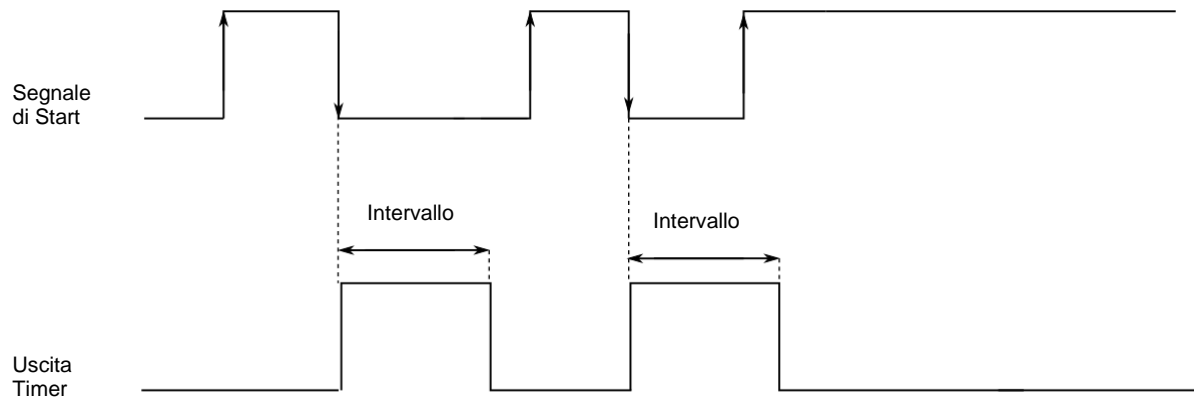 Segnale
di Start
Intervallo
Intervallo
Uscita
Timer